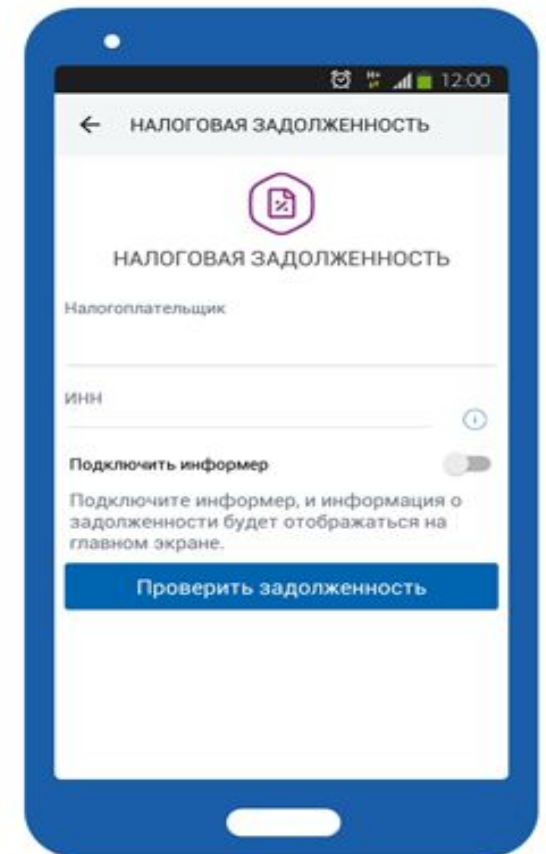 H+ 12:00
НАЛОГОВАЯ ЗАДОЛЖЕННОСТЬ
НАЛОГОВАЯ ЗАДОЛЖЕННОСТЬ
Налогоплательщик
ИНН
Подключить информер
Подключите информер, и информация о
задолженности будет отображаться на
главном экране.
Проверить задолженность